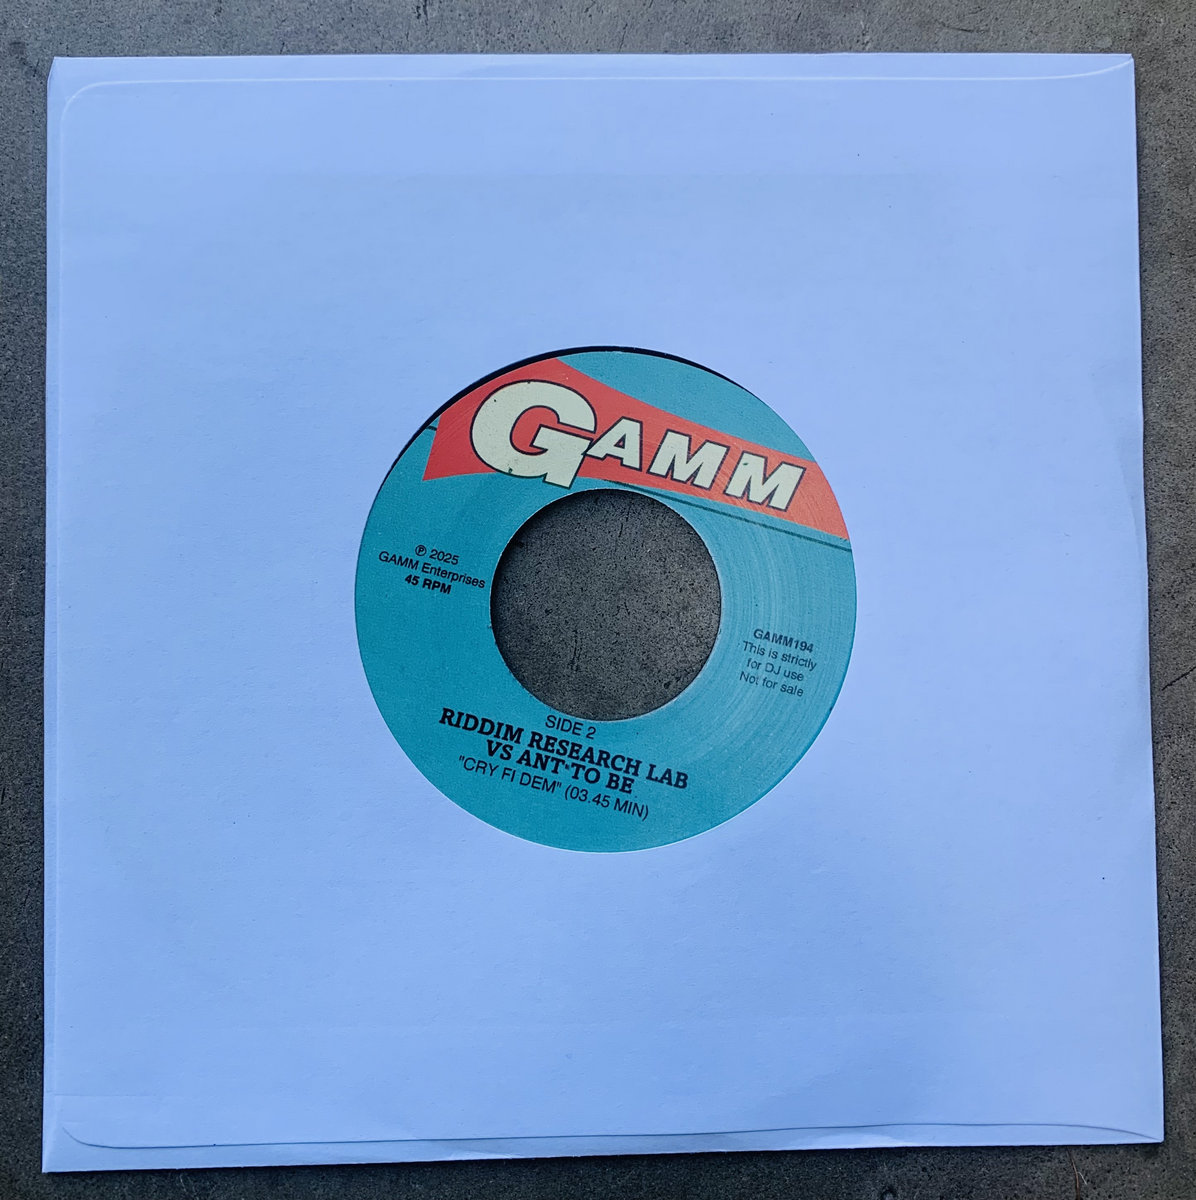 GAMM
℗ 2025
GAMM Enterprises
45 RPM
GAMM194
This is strictly
for DJ use
Not for sale
SIDE 2
RIDDIM RESEARCH LAB
VS ANT*TO BE
"CRY FI DEM" (03.45 MIN)